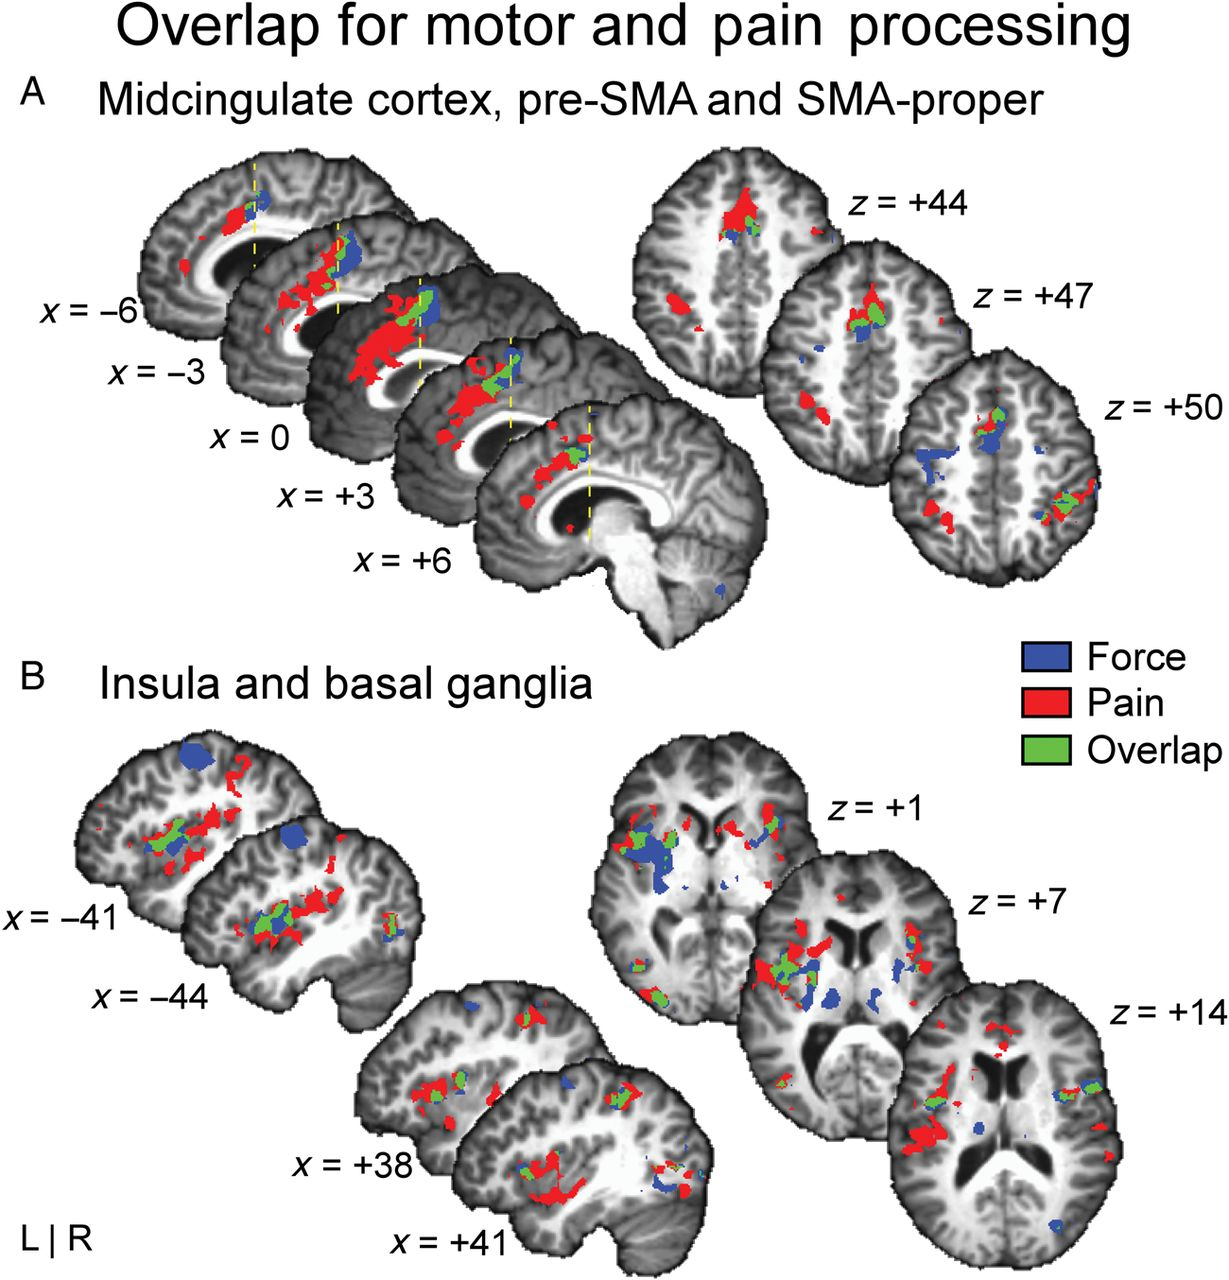 Overlap for motor and pain processing
A
Midcingulate cortex, pre-SMA and SMA-proper
x = –6
x = –3
x = 0
x = +3
x = +6
z = +44
z = +47
z = +50
Force
Pain
Overlap
B
Insula and basal ganglia
x = –41
x = –44
x = +38
x = +41
z = +1
z = +7
z = +14
L | R